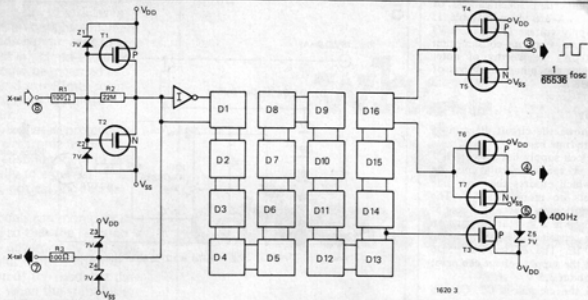 Z1
7V
T1
VDD
P
X-tal
6
R1
100Ω
R2
22M
T2
N
Z2
7V
VSS
I
D1
D2
D3
D4
D8
D7
D6
D5
D9
D10
D11
D12
D16
D15
D14
D13
T4
VDD
P
T5
N
VSS
3
1
65536 fosc
T6
VDD
P
T7
N
VSS
4
5
400 Hz
T3
P
Z5
7V
VDD
Z3
7V
VDD
X-tal
7
R3
100Ω
Z4
7V
VSS
1620 3